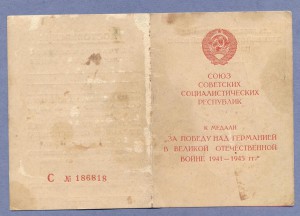 СОЮЗ
СОВЕТСКИХ
СОЦИАЛИСТИЧЕСКИХ
РЕСПУБЛИК
К МЕДАЛИ
„ЗА ПОБЕДУ НАД ГЕРМАНИЕЙ
В ВЕЛИКОЙ ОТЕЧЕСТВЕННОЙ
ВОЙНЕ 1941—1945 гг."
С № 186818